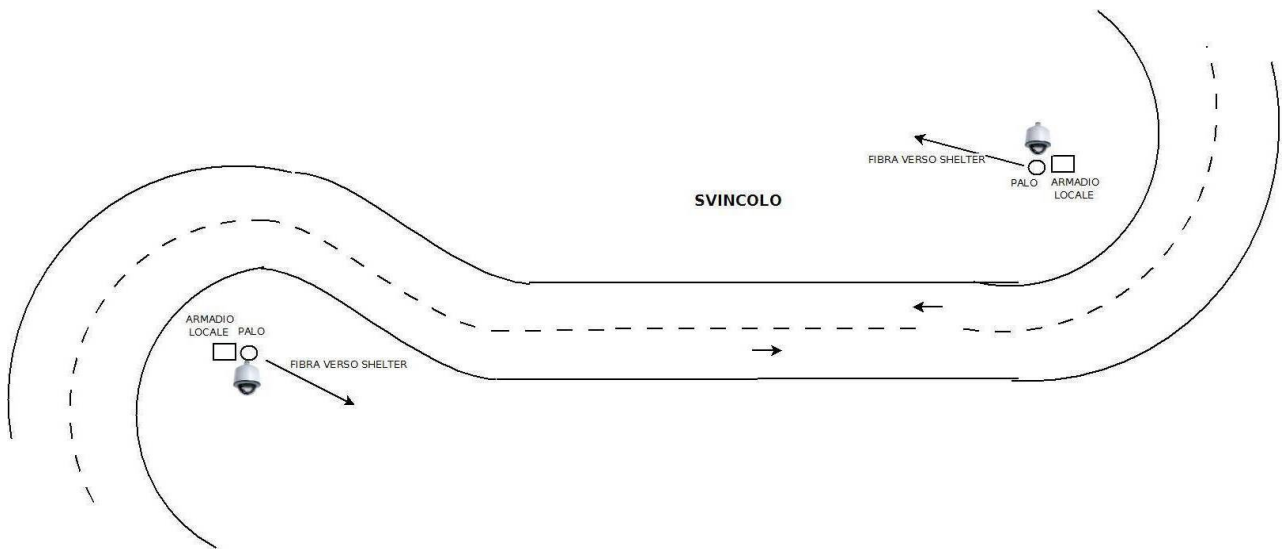 FIBRA VERSO SHELTER
PALO
ARMADIO
LOCALE
SVINCOLO
ARMADIO
LOCALE
PALO
FIBRA VERSO SHELTER